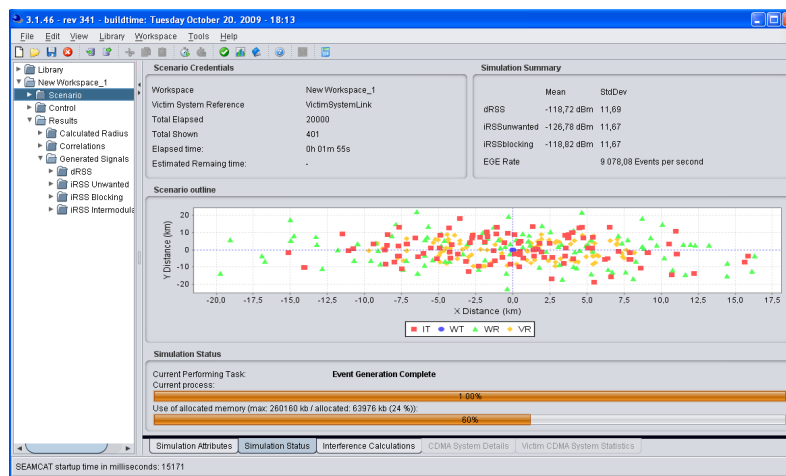 3.1.46 - rev 341 - buildtime: Tuesday October 20. 2009 - 18:13
File Edit View Library Workspace Tools Help
Library
New Workspace_1
Scenario
Control
Results
Calculated Radius
Correlations
Generated Signals
dRSS
iRSS Unwanted
iRSS Blocking
iRSS Intermodula
Scenario Credentials
Workspace New Workspace_1
Victim System Reference VictimSystemLink
Total Elapsed 20000
Total Shown 401
Elapsed time: 0h 01m 55s
Estimated Remaing time: -
Simulation Summary
Mean StdDev
dRSS -118,72 dBm 11,69
iRSSunwanted -126,78 dBm 11,67
iRSSblocking -118,82 dBm 11,67
EGE Rate 9 078,08 Events per second
Scenario outline
Y Distance (km)
20
10
0
-10
-20
-20,0 -17,5 -15,0 -12,5 -10,0 -7,5 -5,0 -2,5 0,0 2,5 5,0 7,5 10,0 12,5 15,0 17,5
X Distance (km)
IT WT WR VR
Simulation Status
Current Performing Task: Event Generation Complete
Current process:
1 00%
Use of allocated memory (max: 260160 kb / allocated: 63976 kb (24 %)):
60%
Simulation Attributes Simulation Status Interference Calculations CDMA System Details Victim CDMA System Statistics
SEAMCAT startup time in milliseconds: 15171